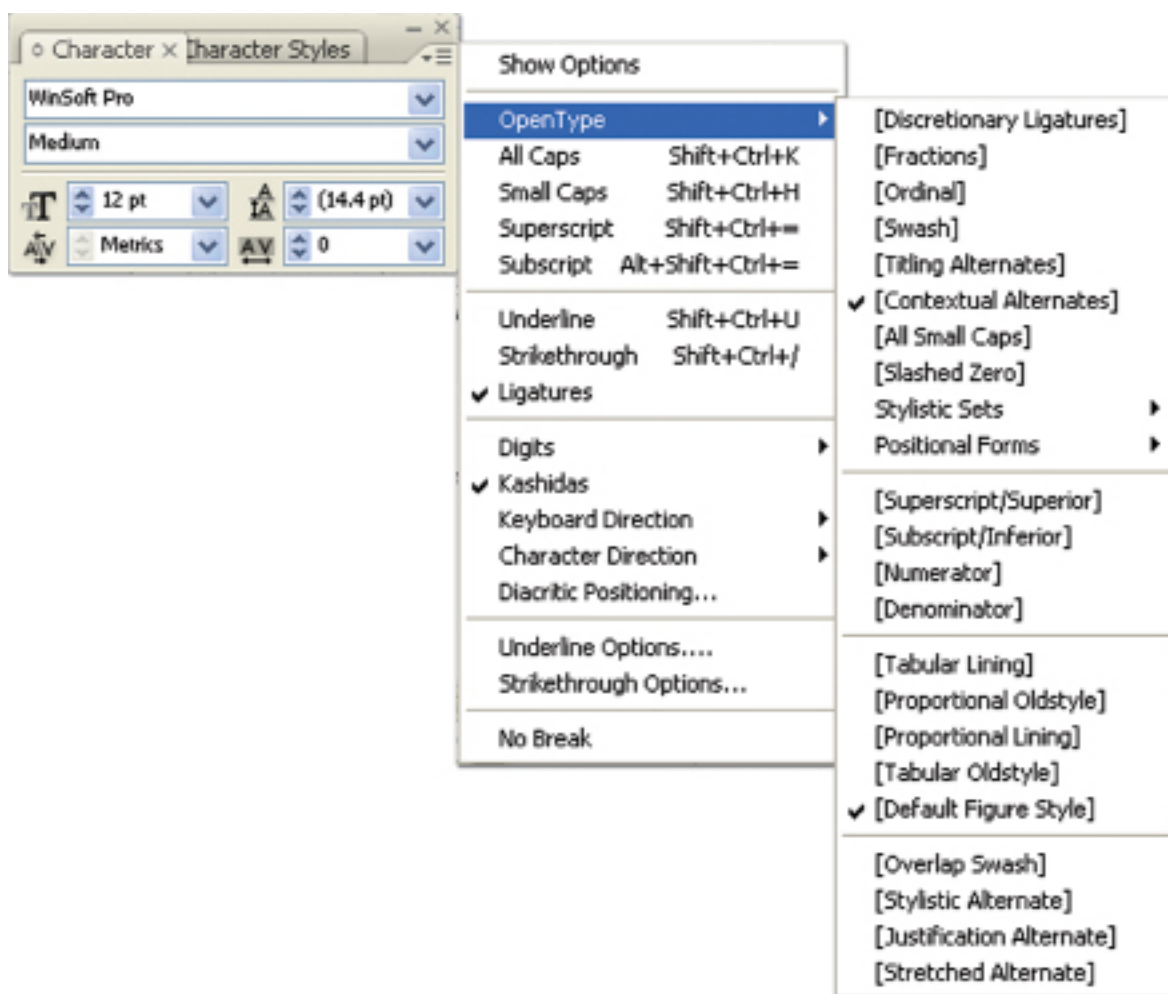 Character × Character Styles
WinSoft Pro
Medium
12 pt (14.4 pt)
Metrics 0
Show Options
OpenType
All Caps Shift+Ctrl+K
Small Caps Shift+Ctrl+H
Superscript Shift+Ctrl+=
Subscript Alt+Shift+Ctrl+=
Underline Shift+Ctrl+U
Strikethrough Shift+Ctrl+/
Ligatures
Digits
Kashidas
Keyboard Direction
Character Direction
Diacritic Positioning...
Underline Options....
Strikethrough Options...
No Break
[Discretionary Ligatures]
[Fractions]
[Ordinal]
[Swash]
[Titling Alternates]
[Contextual Alternates]
[All Small Caps]
[Slashed Zero]
Stylistic Sets
Positional Forms
[Superscript/Superior]
[Subscript/Inferior]
[Numerator]
[Denominator]
[Tabular Lining]
[Proportional Oldstyle]
[Proportional Lining]
[Tabular Oldstyle]
[Default Figure Style]
[Overlap Swash]
[Stylistic Alternate]
[Justification Alternate]
[Stretched Alternate]